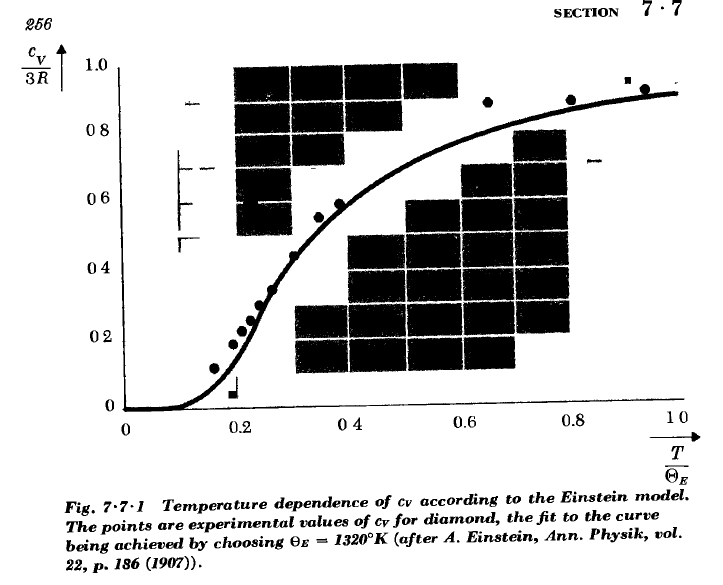 256
SECTION 7·7
c_V
3R
1.0
0 8
0 6
0 4
0 2
0
0
0.2
0 4
0.6
0.8
1 0
T
Θ_E
Fig. 7·7·1 Temperature dependence of c_V according to the Einstein model.
The points are experimental values of c_V for diamond, the fit to the curve
being achieved by choosing Θ_E = 1320°K (after A. Einstein, Ann. Physik, vol.
22, p. 186 (1907)).